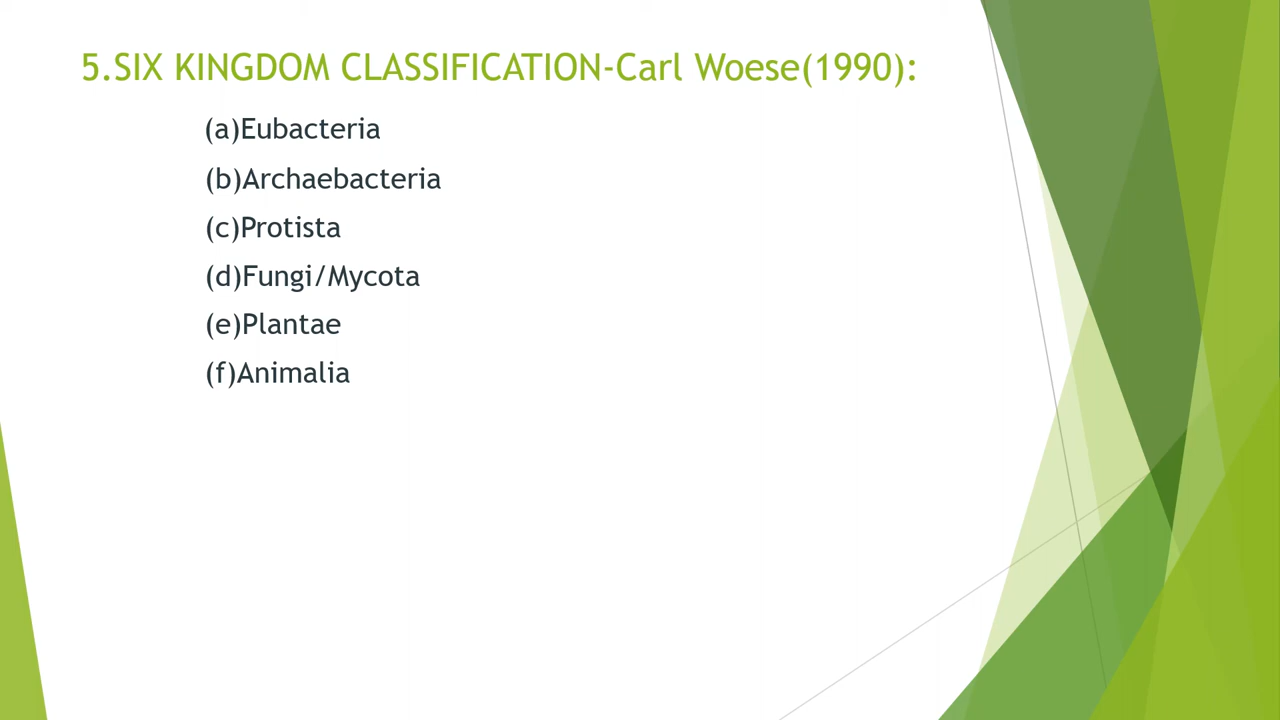 5.SIX KINGDOM CLASSIFICATION-Carl Woese(1990):
(a)Eubacteria
(b)Archaebacteria
(c)Protista
(d)Fungi/Mycota
(e)Plantae
(f)Animalia